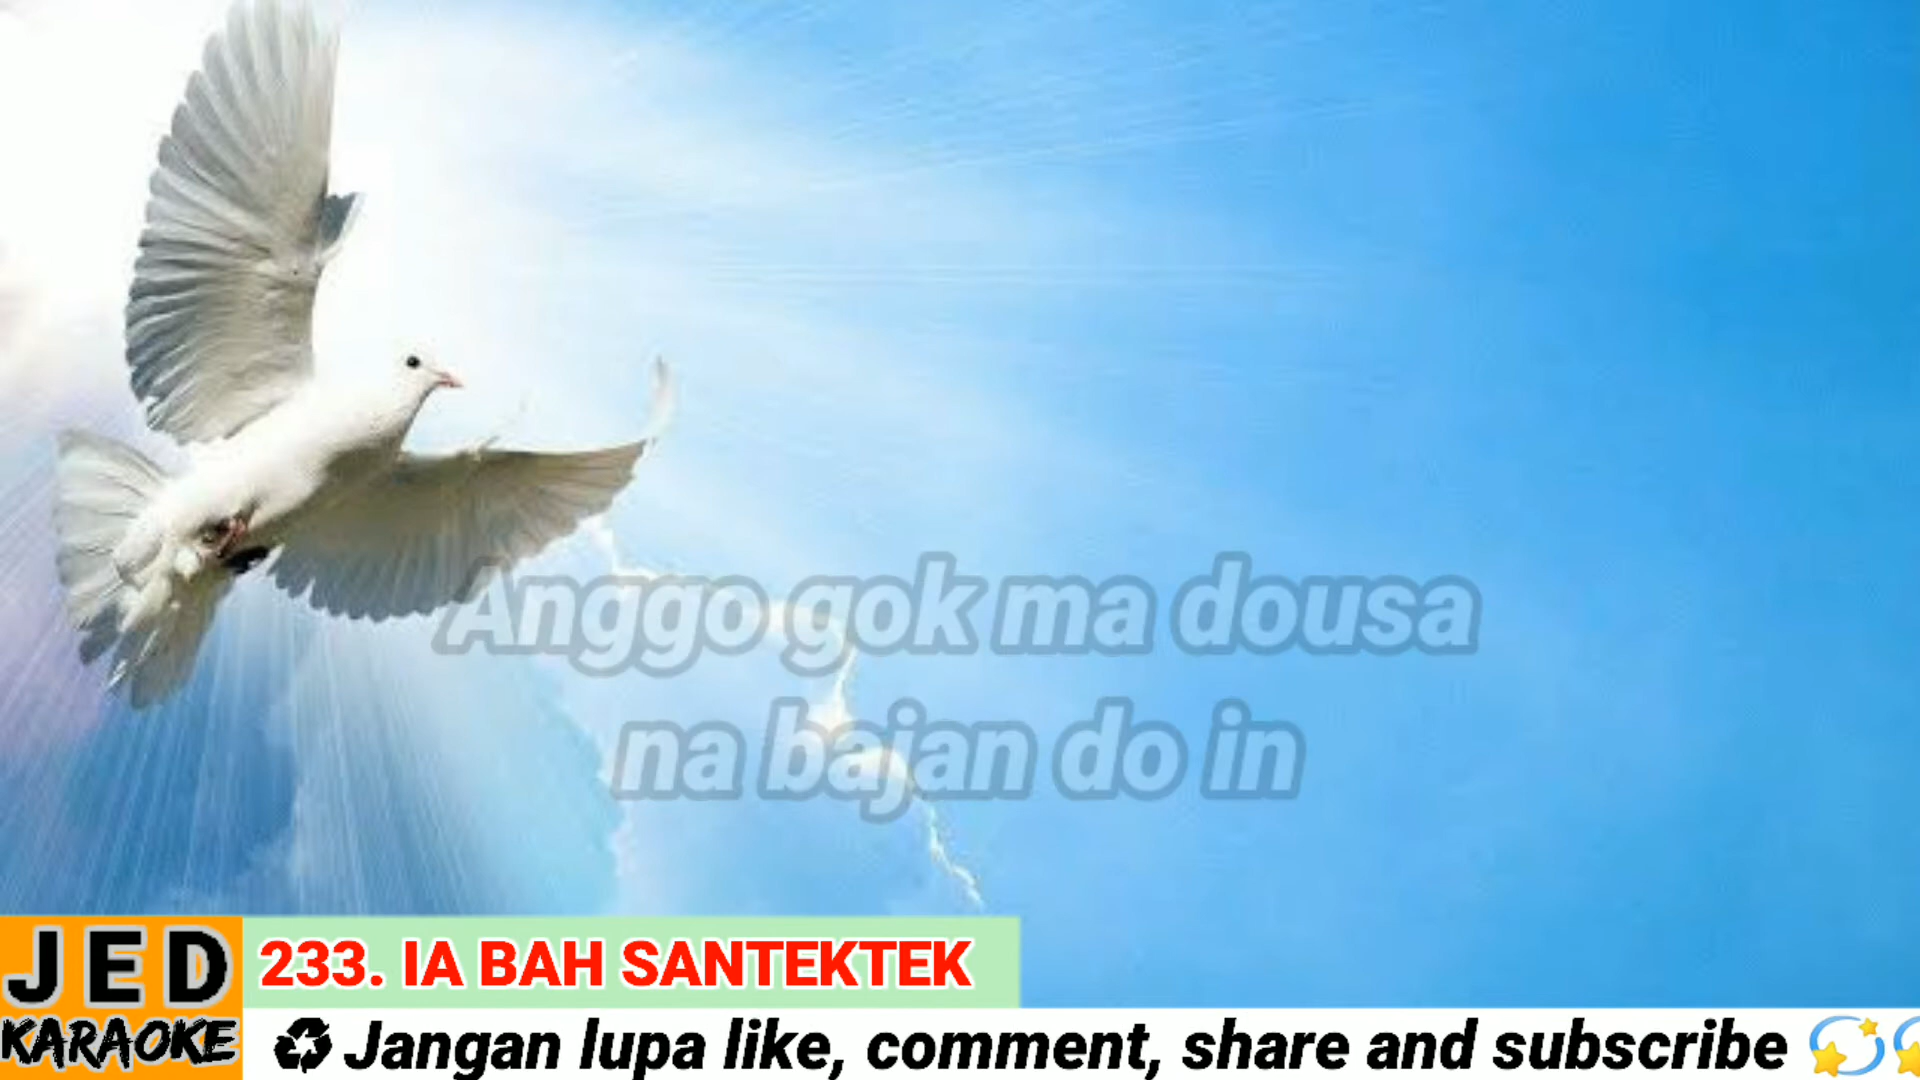 Anggo gok ma dousa
na bajan do in
JED
KARAOKE
233. IA BAH SANTEKTEK
♻ Jangan lupa like, comment, share and subscribe 💫